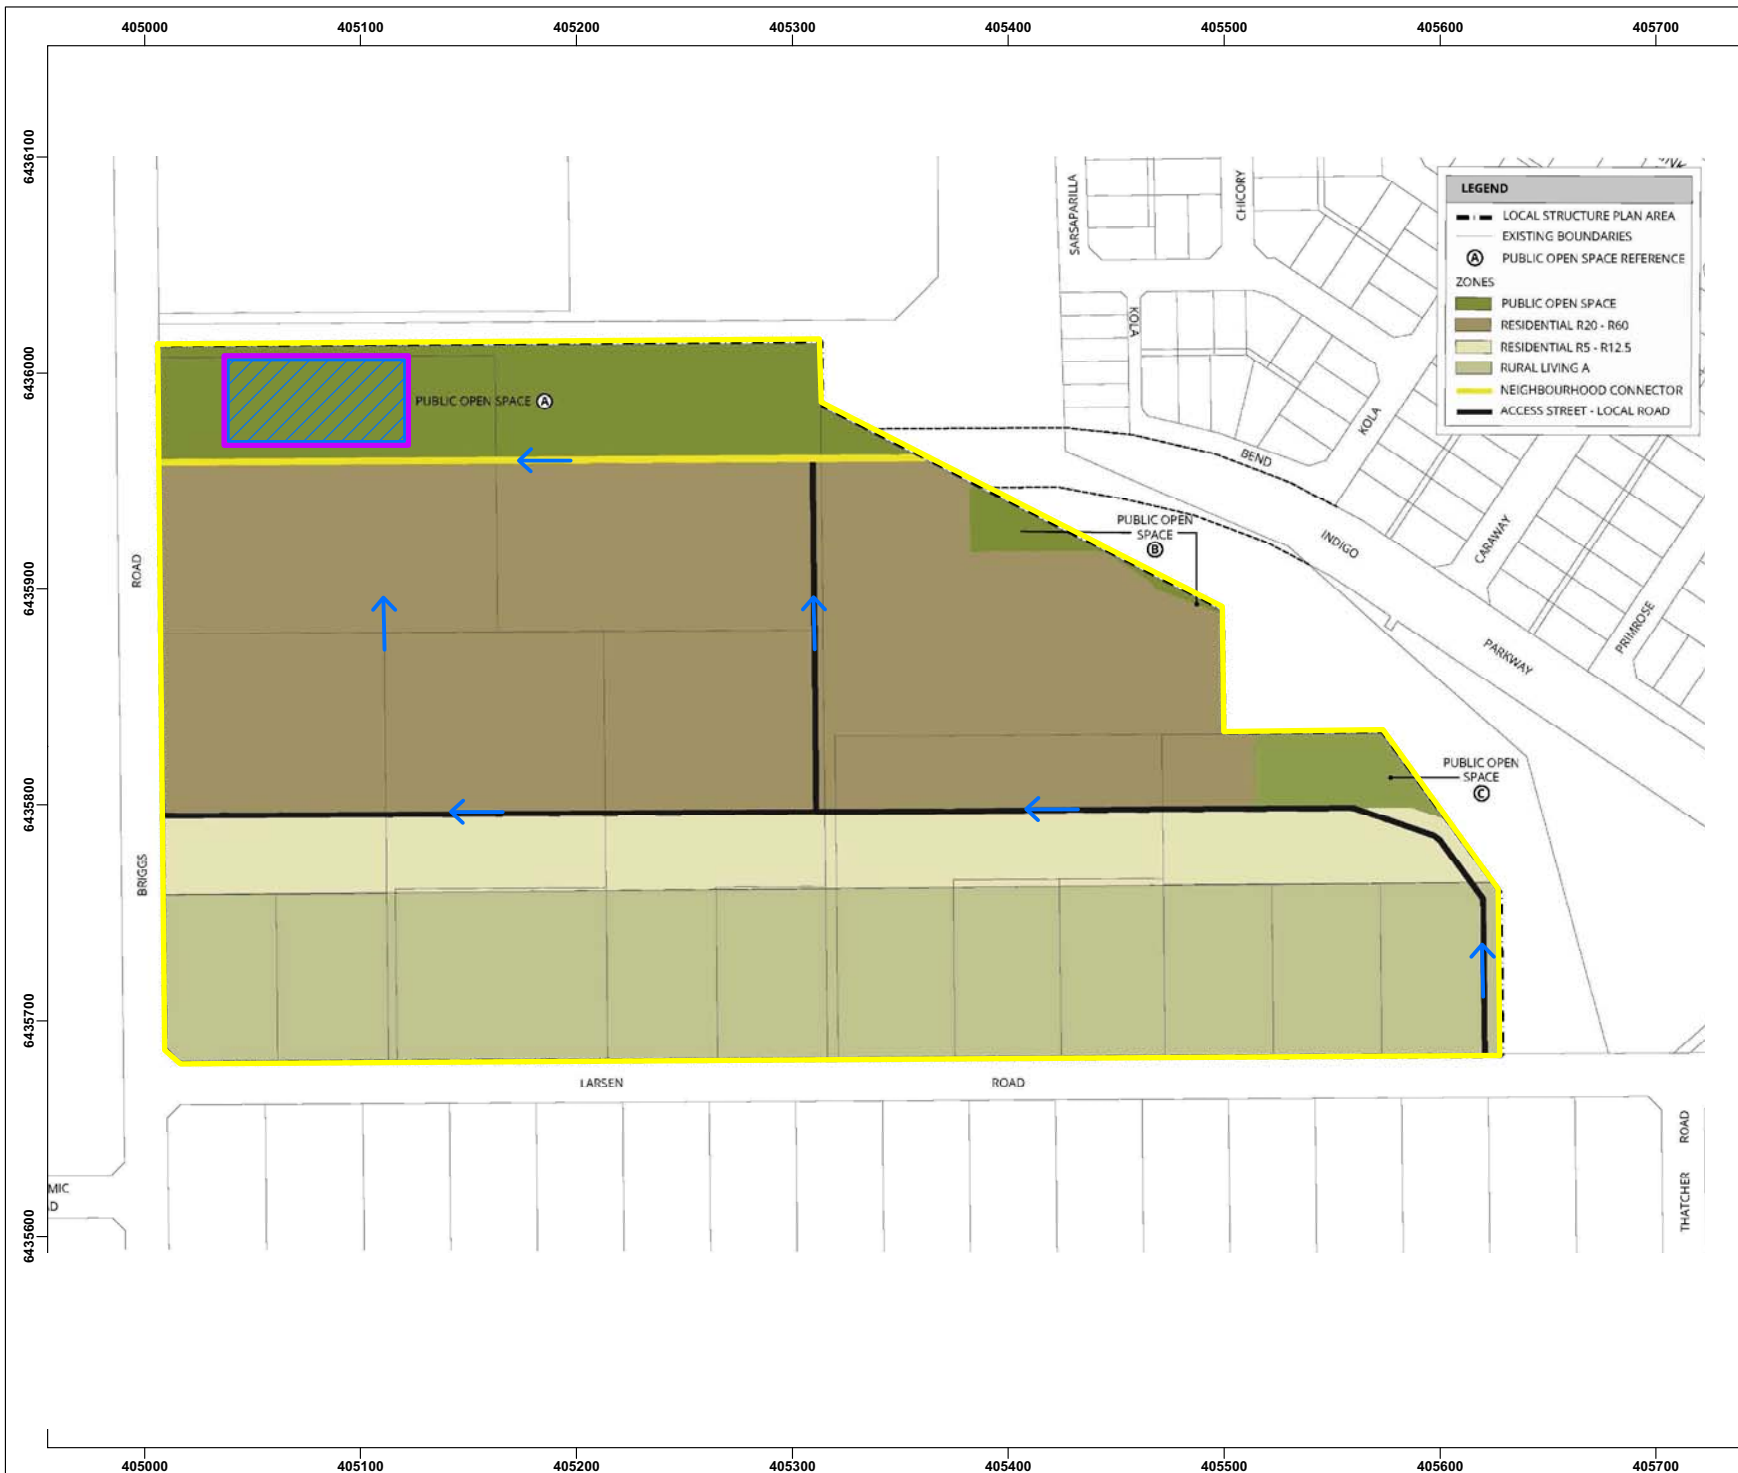 405000 405100 405200 405300 405400 405500 405600 405700
6436100
6436000
6435900
6435800
6435700
6435600
SARSAPARILLA
CHICORY
KOLA
KOLA
BEND
INDIGO
CARAWAY
PARKWAY
PRIMROSE
LEGEND
LOCAL STRUCTURE PLAN AREA
EXISTING BOUNDARIES
Ⓐ PUBLIC OPEN SPACE REFERENCE
ZONES
PUBLIC OPEN SPACE
RESIDENTIAL R20 - R60
RESIDENTIAL R5 - R12.5
RURAL LIVING A
NEIGHBOURHOOD CONNECTOR
ACCESS STREET - LOCAL ROAD
PUBLIC OPEN SPACE Ⓐ
PUBLIC OPEN
SPACE
Ⓑ
PUBLIC OPEN
SPACE
Ⓒ
ROAD
BRIGGS
LARSEN ROAD
THATCHER ROAD
MIC
D
405000 405100 405200 405300 405400 405500 405600 405700